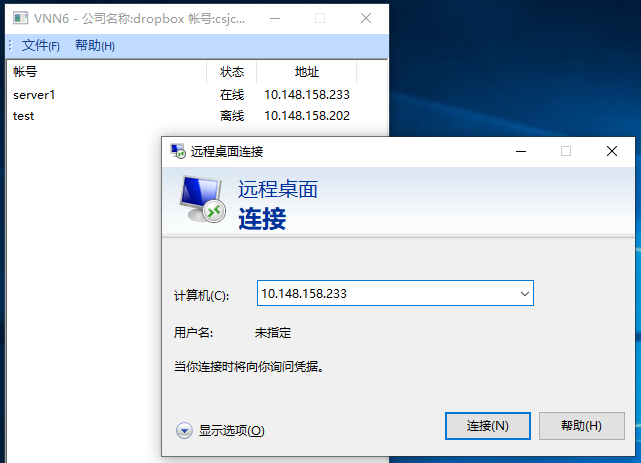 VNN6 - 公司名称:dropbox 帐号:csjc...
文件(F) 帮助(H)
帐号 状态 地址
server1 在线 10.148.158.233
test 离线 10.148.158.202
远程桌面连接
远程桌面
连接
计算机(C): 10.148.158.233
用户名: 未指定
当你连接时将向你询问凭据。
显示选项(O) 连接(N) 帮助(H)